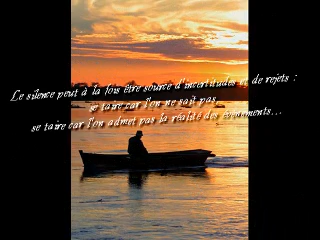 Le silence peut à la fois être source d'incertitudes et de rejets :
se taire car l'on ne sait pas
se taire car l'on admet pas la réalité des évènements...